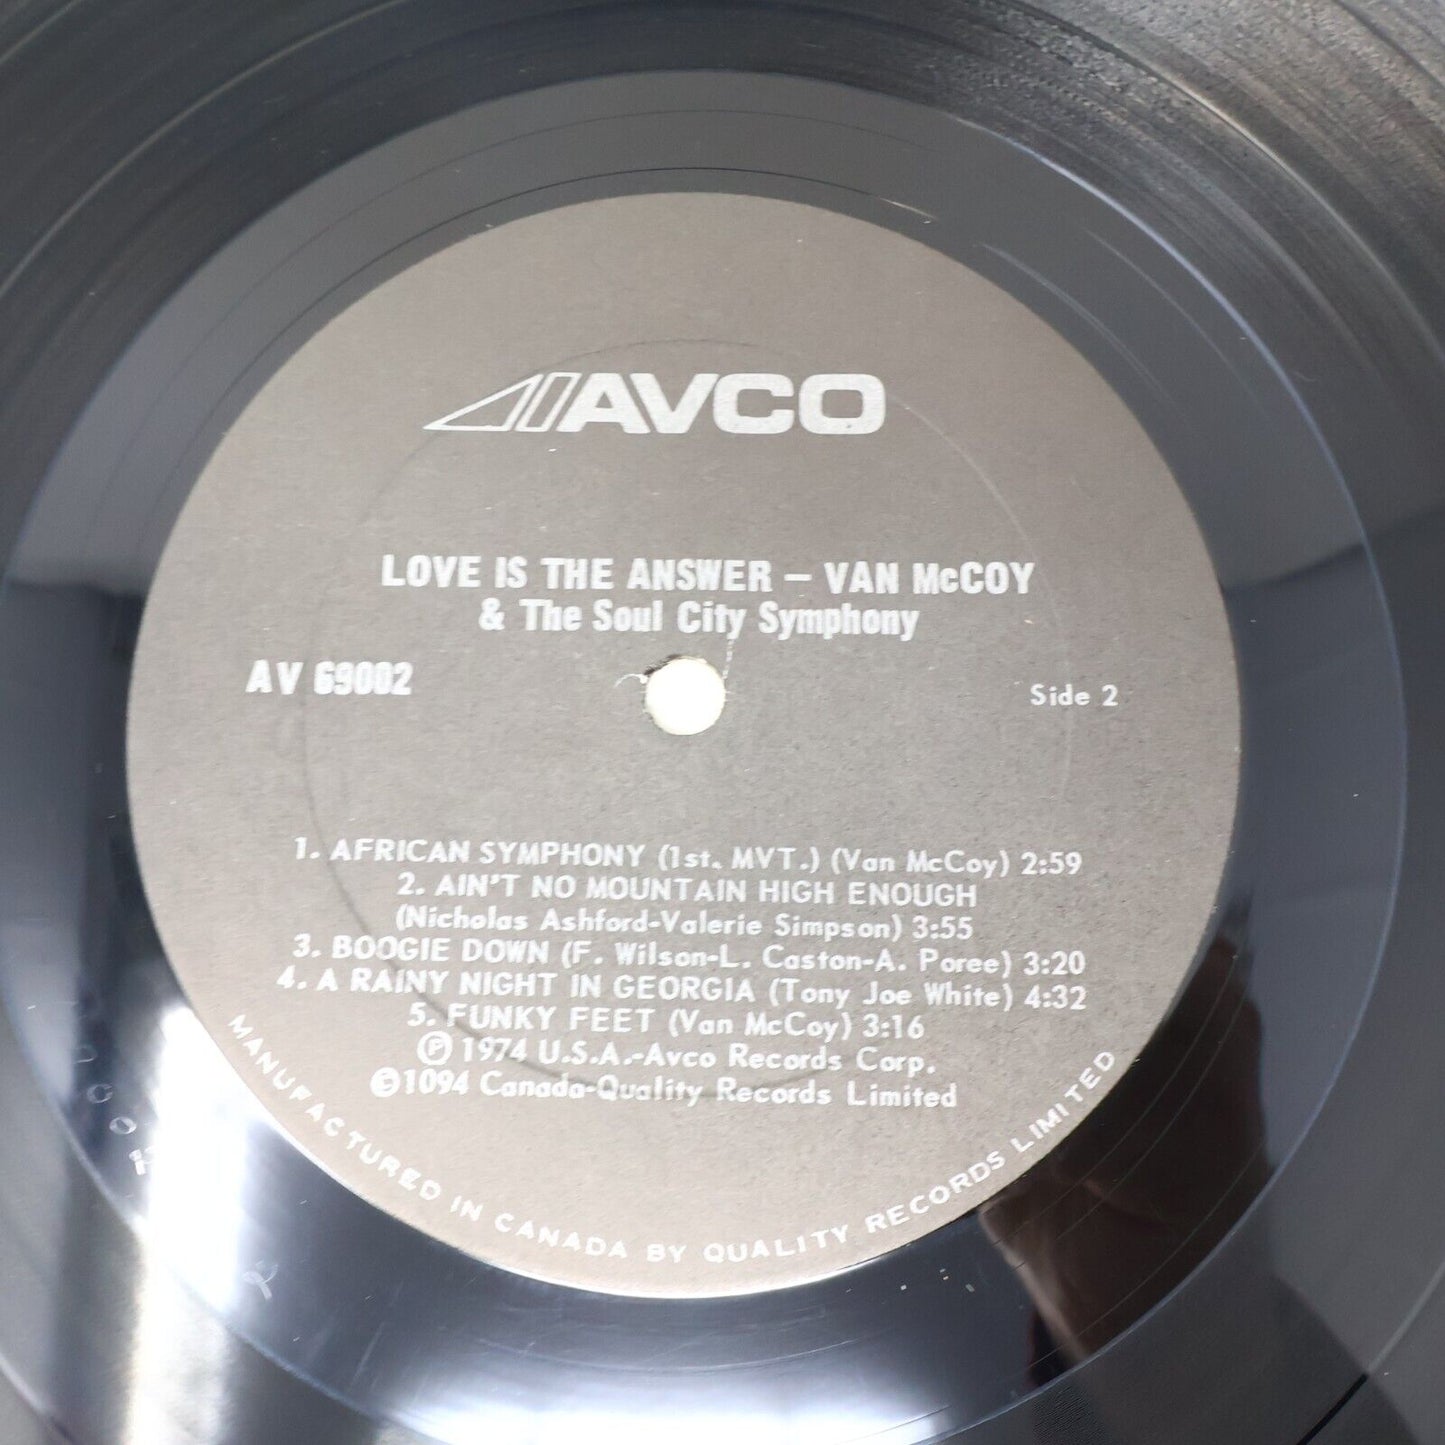 AVCO
LOVE IS THE ANSWER – VAN McCOY
& The Soul City Symphony
AV 69002
Side 2
1. AFRICAN SYMPHONY (1st. MVT.) (Van McCoy) 2:59
2. AIN'T NO MOUNTAIN HIGH ENOUGH
(Nicholas Ashford-Valerie Simpson) 3:55
3. BOOGIE DOWN (F. Wilson-L. Caston-A. Poree) 3:20
4. A RAINY NIGHT IN GEORGIA (Tony Joe White) 4:32
5. FUNKY FEET (Van McCoy) 3:16
Ⓟ 1974 U.S.A.-Avco Records Corp.
©1094 Canada-Quality Records Limited
MANUFACTURED IN CANADA BY QUALITY RECORDS LIMITED